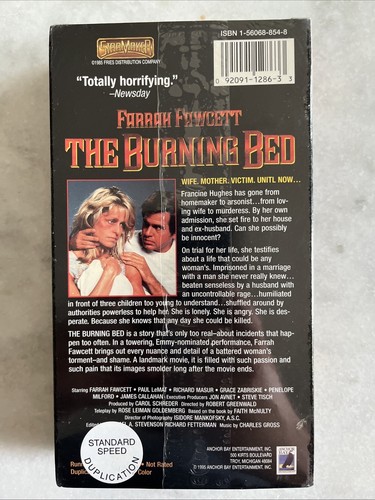 STARMAKER
©1985 FRIES DISTRIBUTION COMPANY
ISBN 1-56068-854-8
0 92091-1286-3 3
“Totally horrifying.”
–Newsday
FARRAH FAWCETT
THE BURNING BED
WIFE. MOTHER. VICTIM. UNITL NOW…
Francine Hughes has gone from
homemaker to arsonist…from lov-
ing wife to murderess. By her own
admission, she set fire to her house
and ex-husband. Can she possibly
be innocent?
On trial for her life, she testifies
about a life that could be any
woman's. Imprisoned in a marriage
with a man she never really knew…
beaten senseless by a husband with
an uncontrollable rage…humiliated
in front of three children too young to understand…shuffled around by
authorities powerless to help her. She is lonely. She is angry. She is des-
perate. Because she knows that any day she could be killed.
THE BURNING BED is a story that's only too real–about incidents that hap-
pen too often. In a towering, Emmy-nominated performance, Farrah
Fawcett brings out every nuance and detail of a battered woman's
torment–and shame. A landmark movie, it is filled with such passion and
such pain that its images smolder long after the movie ends.
Starring FARRAH FAWCETT • PAUL LeMAT • RICHARD MASUR • GRACE ZABRISKIE • PENELOPE
MILFORD • JAMES CALLAHAN • Executive Producers JON AVNET • STEVE TISCH
Produced by CAROL SCHREDER • Directed by ROBERT GREENWALD
Teleplay by ROSE LEIMAN GOLDEMBERG Based on the book by FAITH McNULTY
Director of Photography ISIDORE MANKOFSKY, A.S.C.
Edited A. STEVENSON RICHARD FETTERMAN Music by CHARLES GROSS
STANDARD
SPEED
DUPLICATION
Runn • Not Rated
Duplic Color
ANCHOR BAY ENTERTAINMENT, INC.
500 KIRTS BOULEVARD
TROY, MICHIGAN 48084
© 1995 ANCHOR BAY ENTERTAINMENT, INC.